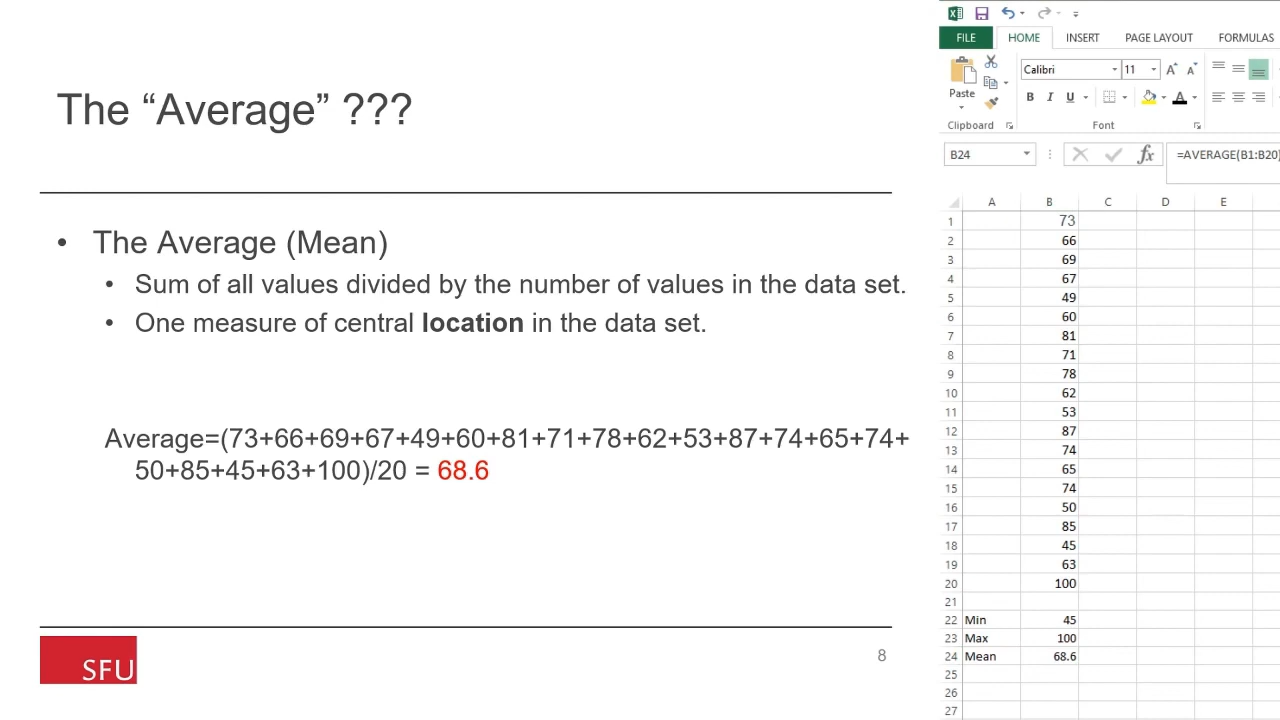 The “Average” ???
• The Average (Mean)
• Sum of all values divided by the number of values in the data set.
• One measure of central location in the data set.
Average=(73+66+69+67+49+60+81+71+78+62+53+87+74+65+74+
50+85+45+63+100)/20 = 68.6
SFU
8
FILE HOME INSERT PAGE LAYOUT FORMULAS
Paste
Calibri 11
B I U
Clipboard Font
B24 fx =AVERAGE(B1:B20)
A B C D E
1 73
2 66
3 69
4 67
5 49
6 60
7 81
8 71
9 78
10 62
11 53
12 87
13 74
14 65
15 74
16 50
17 85
18 45
19 63
20 100
21
22 Min 45
23 Max 100
24 Mean 68.6
25
26
27